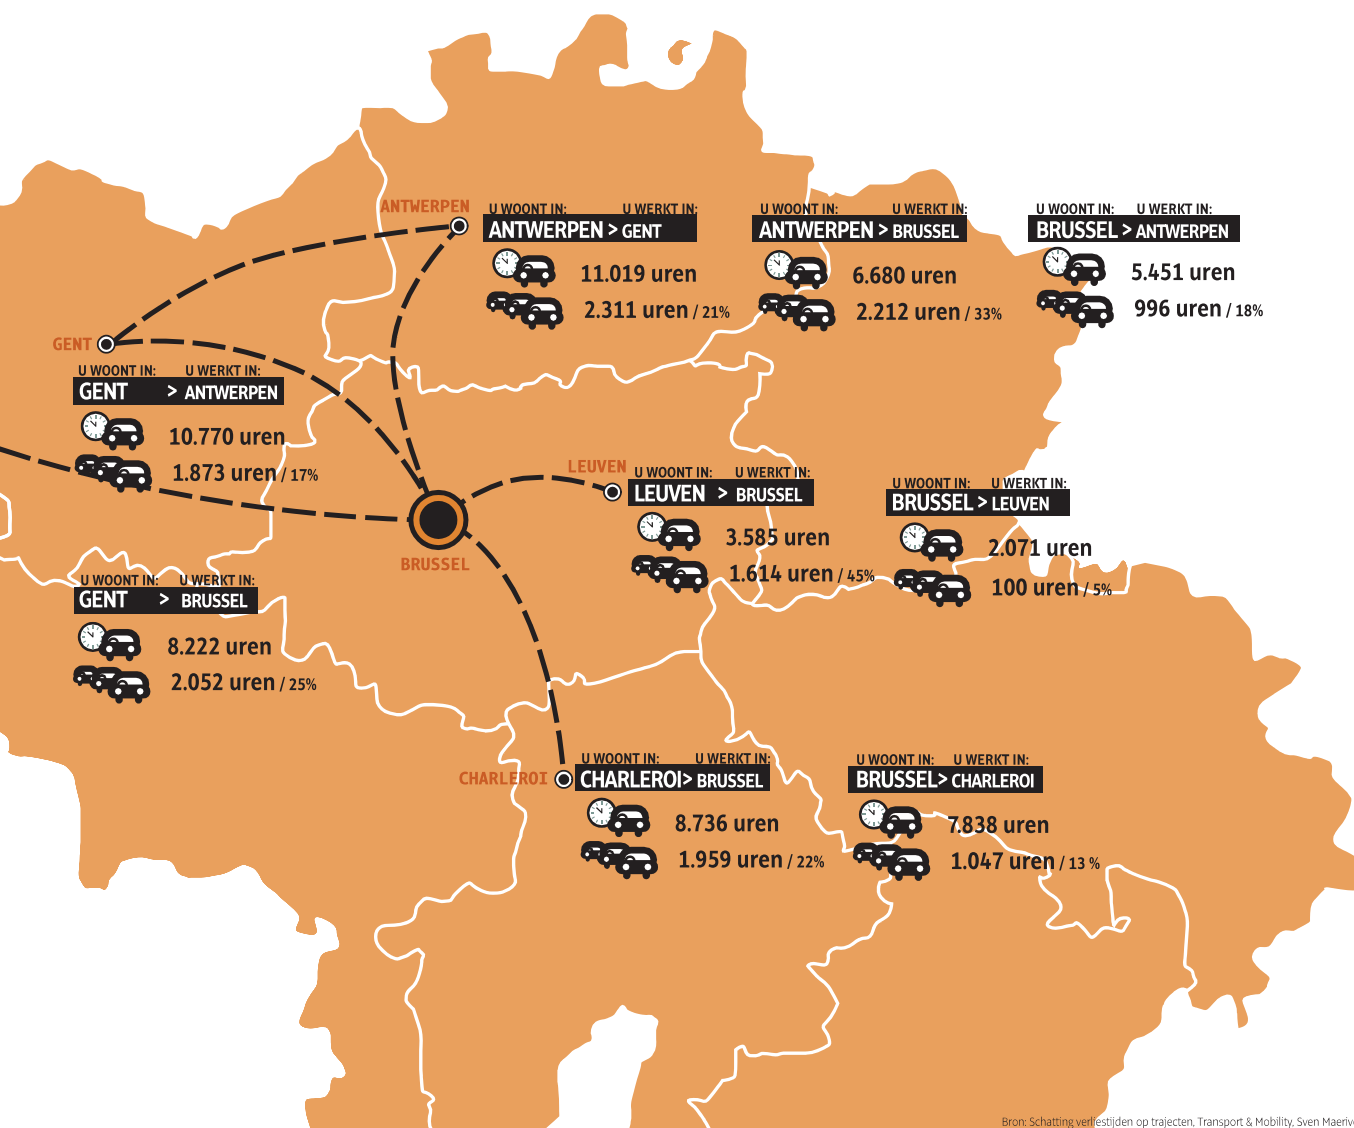 ANTWERPEN
U WOONT IN: U WERKT IN:
ANTWERPEN > GENT
11.019 uren
2.311 uren / 21%
U WOONT IN: U WERKT IN:
ANTWERPEN > BRUSSEL
6.680 uren
2.212 uren / 33%
U WOONT IN: U WERKT IN:
BRUSSEL > ANTWERPEN
5.451 uren
996 uren / 18%
GENT
U WOONT IN: U WERKT IN:
GENT > ANTWERPEN
10.770 uren
1.873 uren / 17%
LEUVEN
U WOONT IN: U WERKT IN:
LEUVEN > BRUSSEL
3.585 uren
1.614 uren / 45%
U WOONT IN: U WERKT IN:
BRUSSEL > LEUVEN
2.071 uren
100 uren / 5%
BRUSSEL
U WOONT IN: U WERKT IN:
GENT > BRUSSEL
8.222 uren
2.052 uren / 25%
CHARLEROI
U WOONT IN: U WERKT IN:
CHARLEROI > BRUSSEL
8.736 uren
1.959 uren / 22%
U WOONT IN: U WERKT IN:
BRUSSEL > CHARLEROI
7.838 uren
1.047 uren / 13 %
Bron: Schatting verliestijden op trajecten, Transport & Mobility, Sven Maeriv